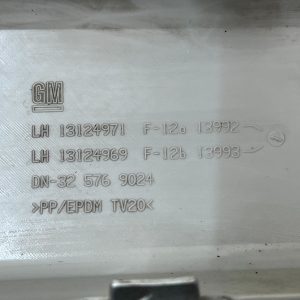 GM
LH 13124971 F-12a 13992
LH 13124969 F-12b 13993
DN-32 576 9024
>PP/EPDM TV20<